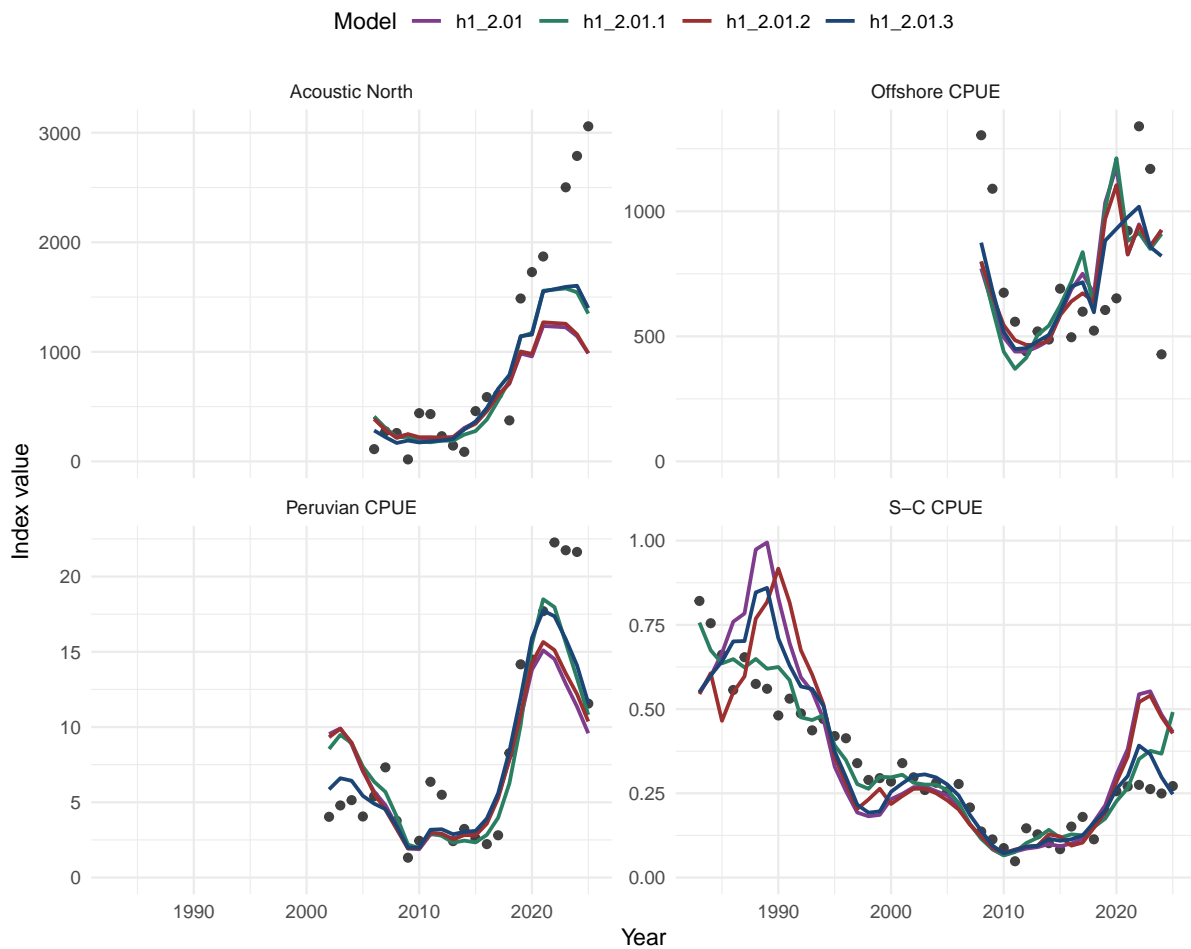 Model h1_2.01 h1_2.01.1 h1_2.01.2 h1_2.01.3
Acoustic North
Offshore CPUE
3000
2000
1000
0
1000
500
0
Peruvian CPUE
S−C CPUE
20
15
10
5
0
1.00
0.75
0.50
0.25
0.00
1990 2000 2010 2020
1990 2000 2010 2020
Index value
Year